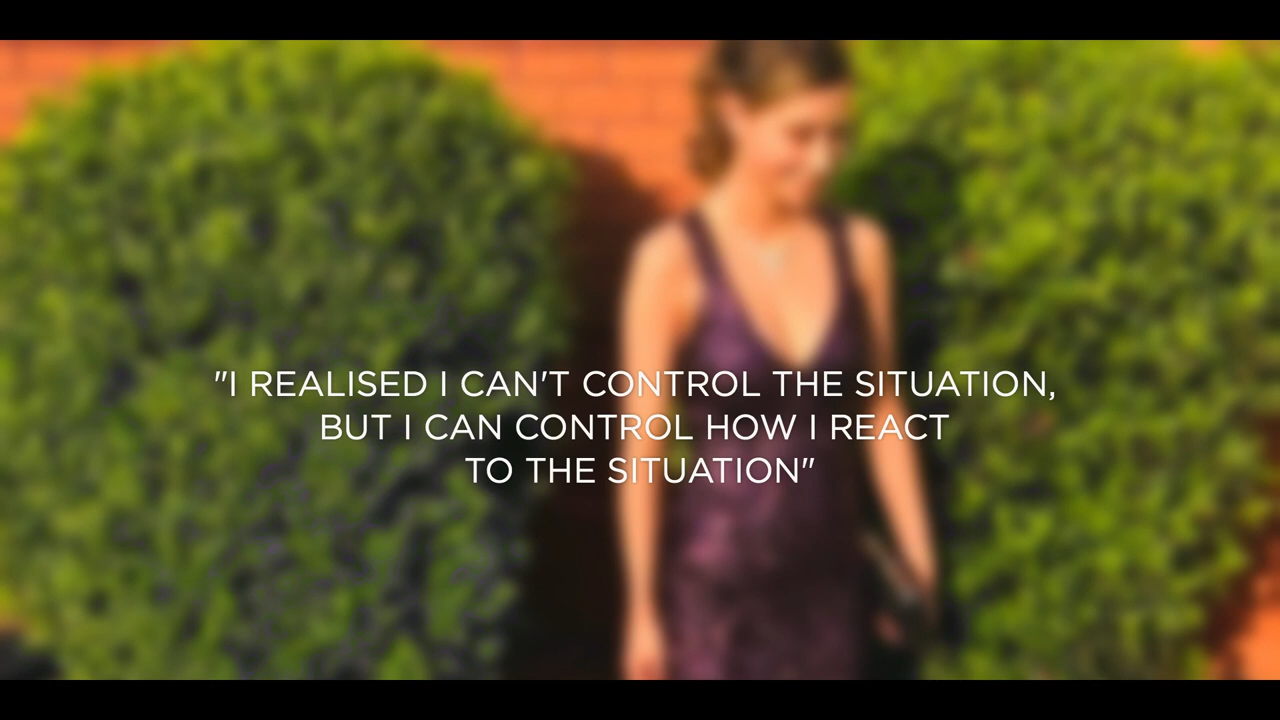 "I REALISED I CAN'T CONTROL THE SITUATION,
BUT I CAN CONTROL HOW I REACT
TO THE SITUATION"